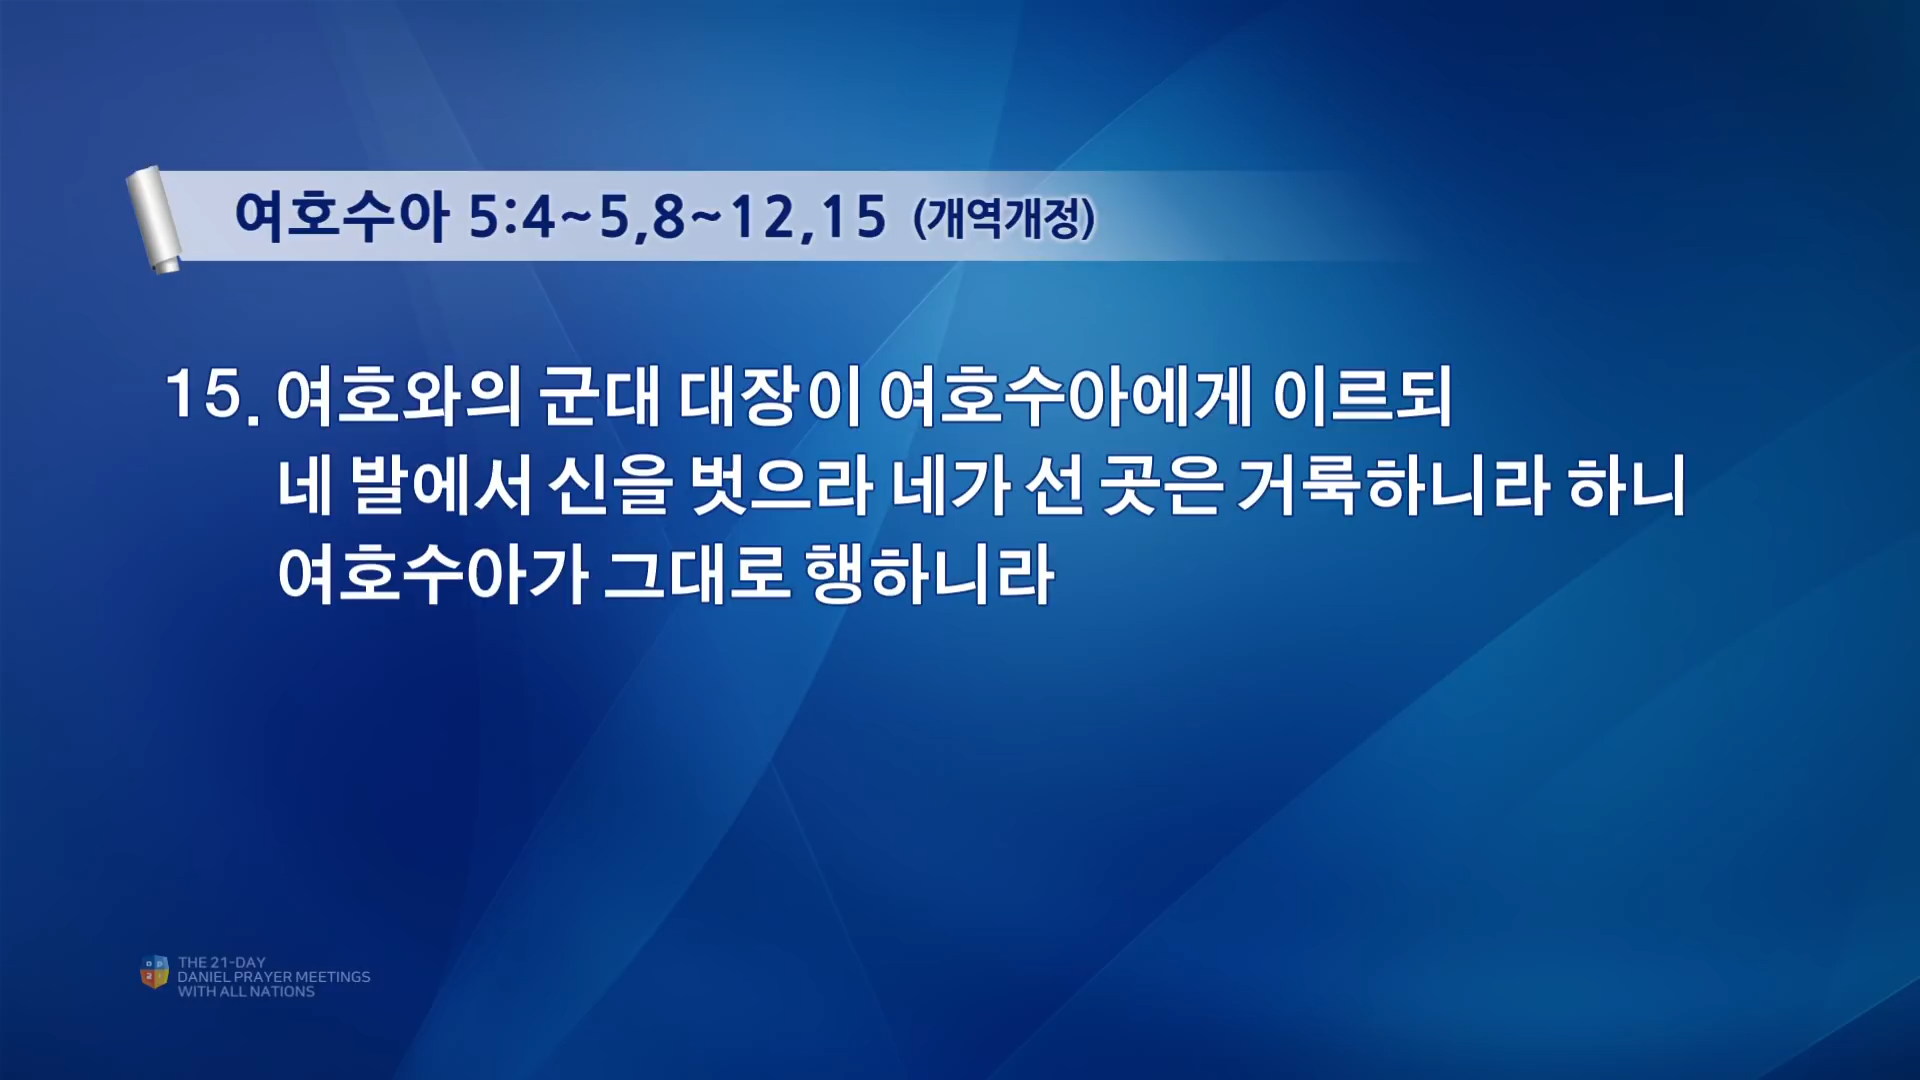 여호수아 5:4~5,8~12,15 (개역개정)
15. 여호와의 군대 대장이 여호수아에게 이르되
네 발에서 신을 벗으라 네가 선 곳은 거룩하니라 하니
여호수아가 그대로 행하니라
THE 21-DAY
DANIEL PRAYER MEETINGS
WITH ALL NATIONS